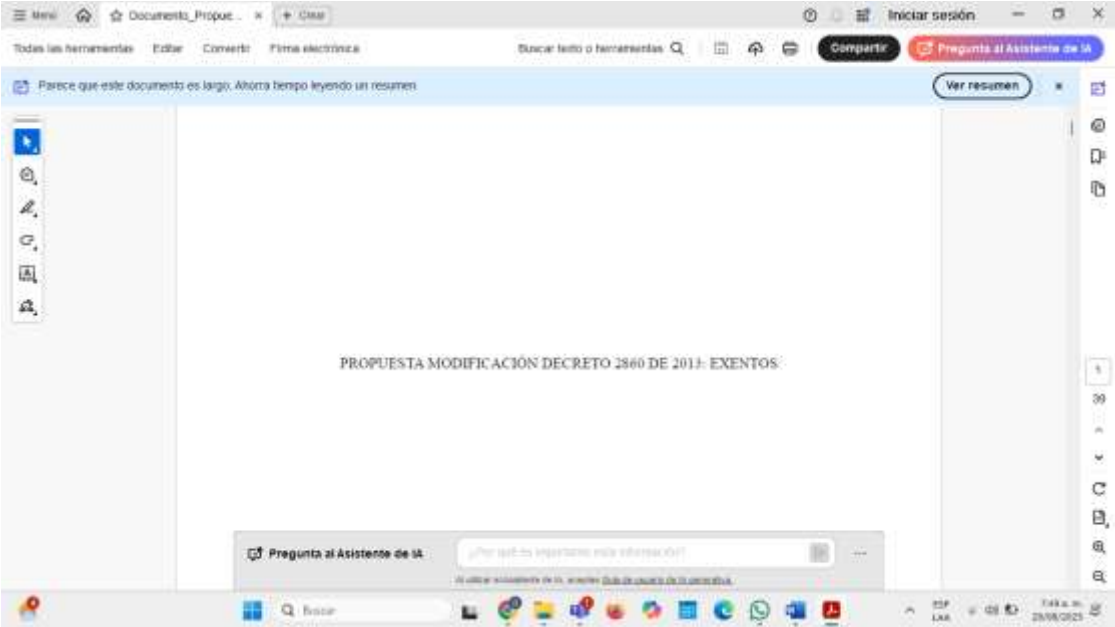 Menú
Documento_Propue...
+ Crear
Iniciar sesión
Todas las herramientas Editar Convertir Firma electrónica
Buscar texto o herramientas
Compartir
Pregunta al Asistente de IA
Parece que este documento es largo. Ahorra tiempo leyendo un resumen
Ver resumen
PROPUESTA MODIFICACIÓN DECRETO 2860 DE 2013: EXENTOS
1
39
Pregunta al Asistente de IA
Buscar
ESP
LAA